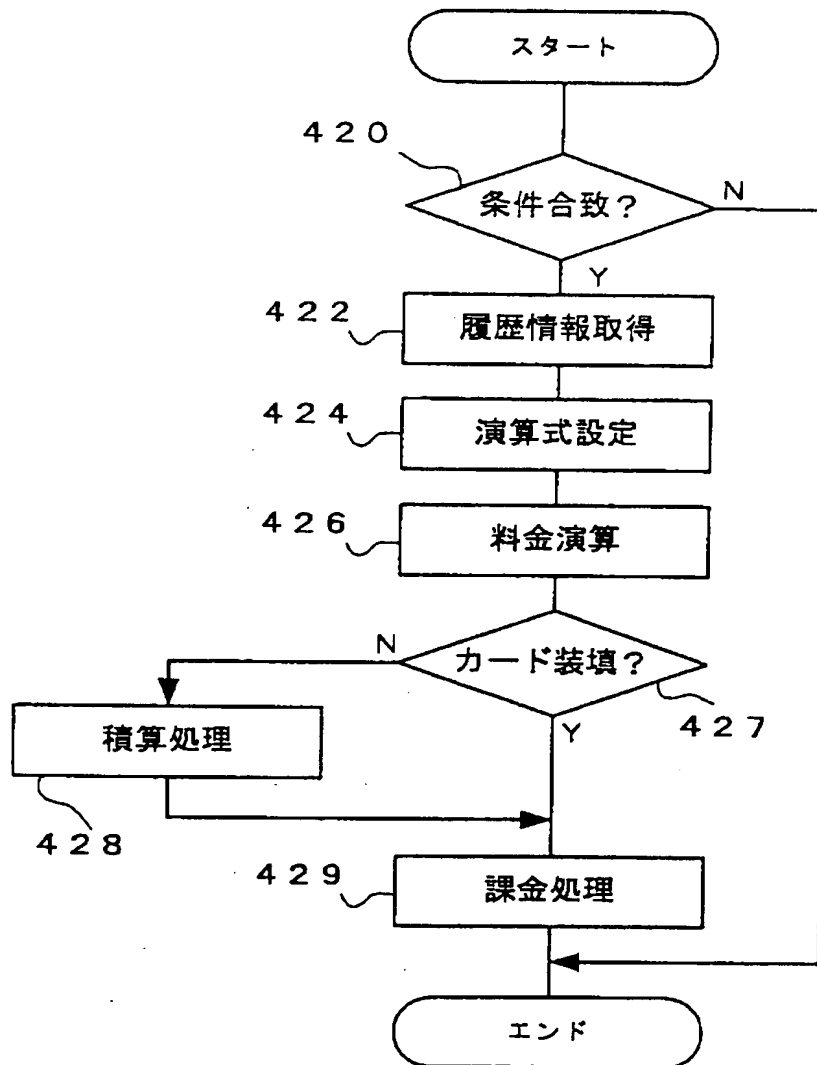 スタート
420
条件合致?
N
Y
422
履歴情報取得
424
演算式設定
426
料金演算
N
カード装填?
427
Y
積算処理
428
429
課金処理
エンド